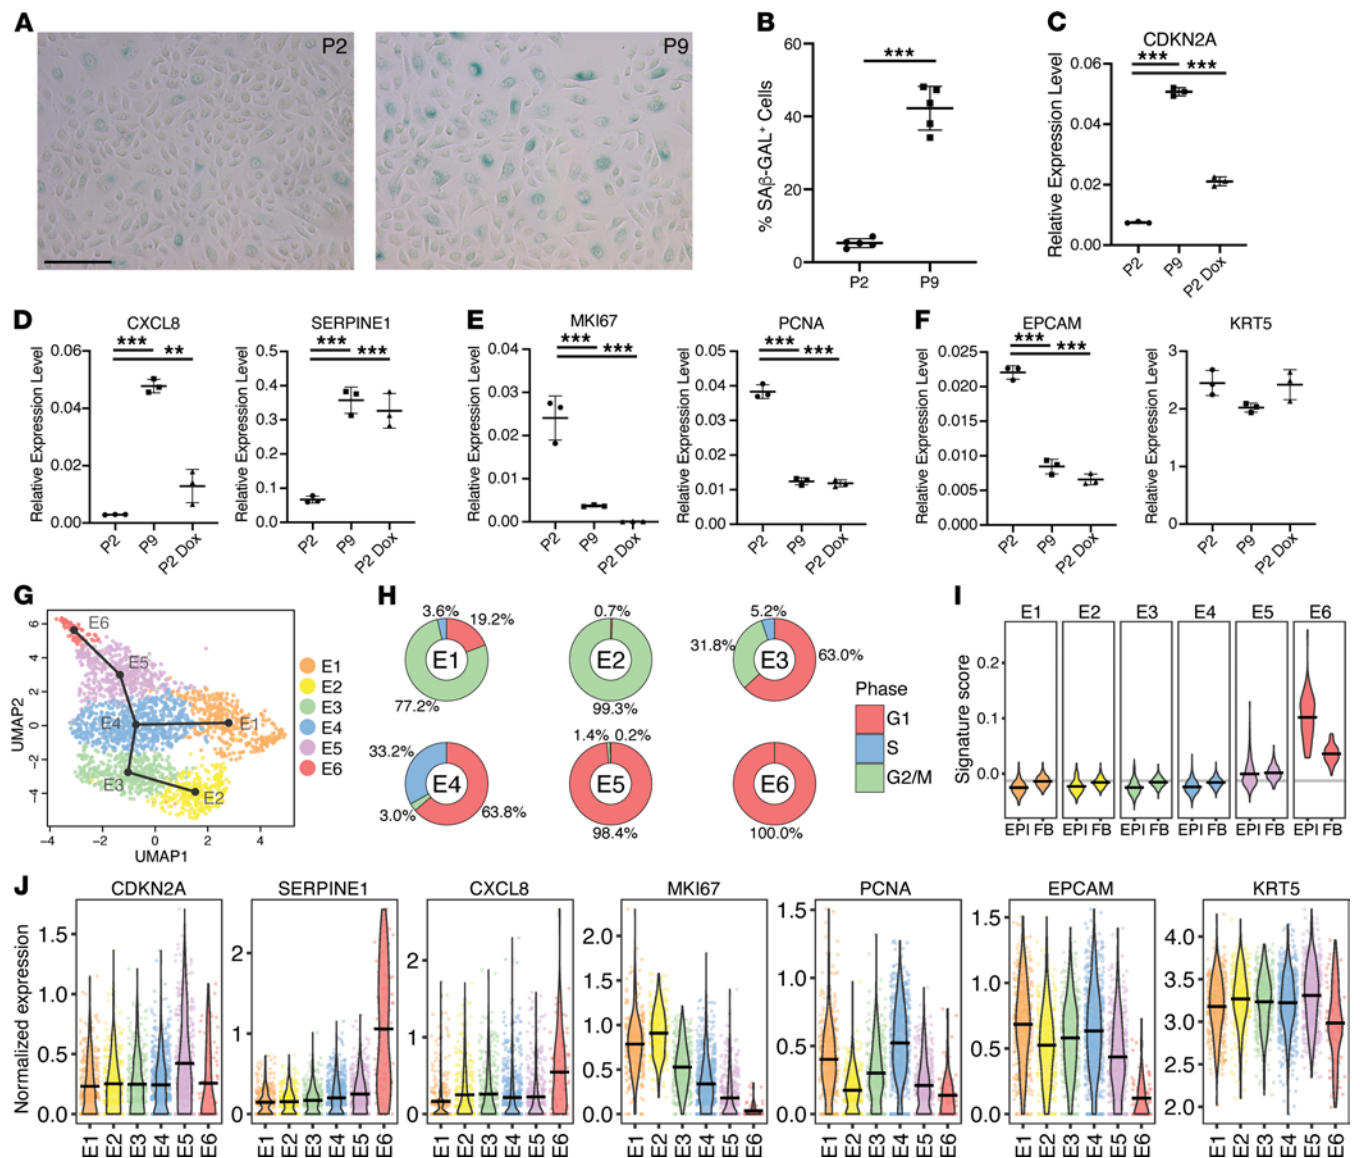 A
P2
P9
B
60
40
20
0
% SAβ-GAL⁺ Cells
***
P2
P9
C
CDKN2A
***
***
0.06
0.04
0.02
0.00
Relative Expression Level
P2
P9
P2 Dox
D
CXCL8
***
**
0.06
0.04
0.02
0.00
Relative Expression Level
P2
P9
P2 Dox
SERPINE1
***
***
0.5
0.4
0.3
0.2
0.1
0.0
Relative Expression Level
P2
P9
P2 Dox
E
MKI67
***
***
0.04
0.03
0.02
0.01
0.00
Relative Expression Level
P2
P9
P2 Dox
PCNA
***
***
0.05
0.04
0.03
0.02
0.01
0.00
Relative Expression Level
P2
P9
P2 Dox
F
EPCAM
***
***
0.025
0.020
0.015
0.010
0.005
0.000
Relative Expression Level
P2
P9
P2 Dox
KRT5
3
2
1
0
Relative Expression Level
P2
P9
P2 Dox
G
6
4
2
0
−2
−4
UMAP2
−4
−2
0
2
4
UMAP1
E6
E5
E4
E1
E3
E2
E1
E2
E3
E4
E5
E6
H
3.6%
19.2%
E1
77.2%
0.7%
E2
99.3%
5.2%
31.8%
E3
63.0%
33.2%
E4
3.0%
63.8%
1.4%
0.2%
E5
98.4%
E6
100.0%
Phase
G1
S
G2/M
I
E1
E2
E3
E4
E5
E6
0.2
0.1
0.0
Signature score
EPI FB
EPI FB
EPI FB
EPI FB
EPI FB
EPI FB
J
CDKN2A
1.5
1.0
0.5
0.0
Normalized expression
E1
E2
E3
E4
E5
E6
SERPINE1
2
1
0
E1
E2
E3
E4
E5
E6
CXCL8
2
1
0
E1
E2
E3
E4
E5
E6
MKI67
2.0
1.5
1.0
0.5
0.0
E1
E2
E3
E4
E5
E6
PCNA
1.5
1.0
0.5
0.0
E1
E2
E3
E4
E5
E6
EPCAM
1.5
1.0
0.5
0.0
E1
E2
E3
E4
E5
E6
KRT5
4.0
3.5
3.0
2.5
2.0
E1
E2
E3
E4
E5
E6